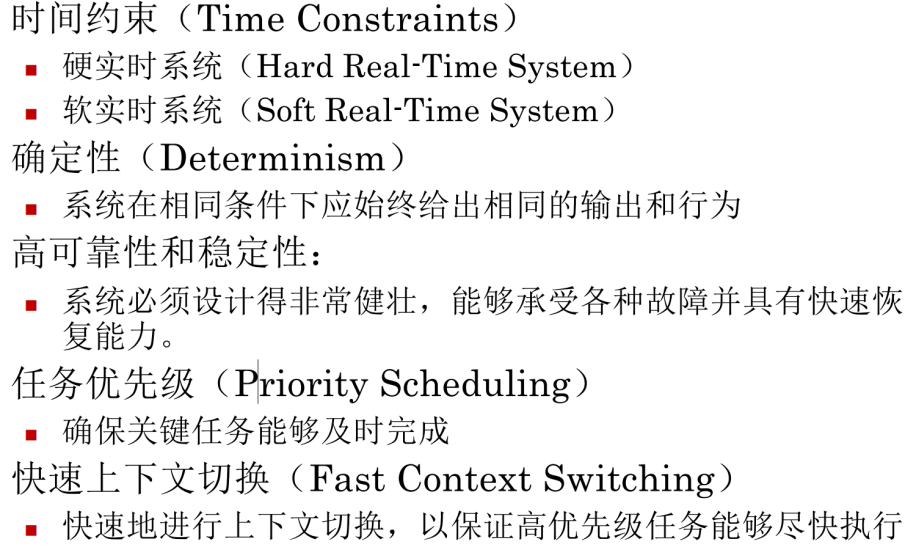 时间约束（Time Constraints）
硬实时系统（Hard Real-Time System）
软实时系统（Soft Real-Time System）
确定性（Determinism）
系统在相同条件下应始终给出相同的输出和行为
高可靠性和稳定性：
系统必须设计得非常健壮，能够承受各种故障并具有快速恢
复能力。
任务优先级（Priority Scheduling）
确保关键任务能够及时完成
快速上下文切换（Fast Context Switching）
快速地进行上下文切换，以保证高优先级任务能够尽快执行